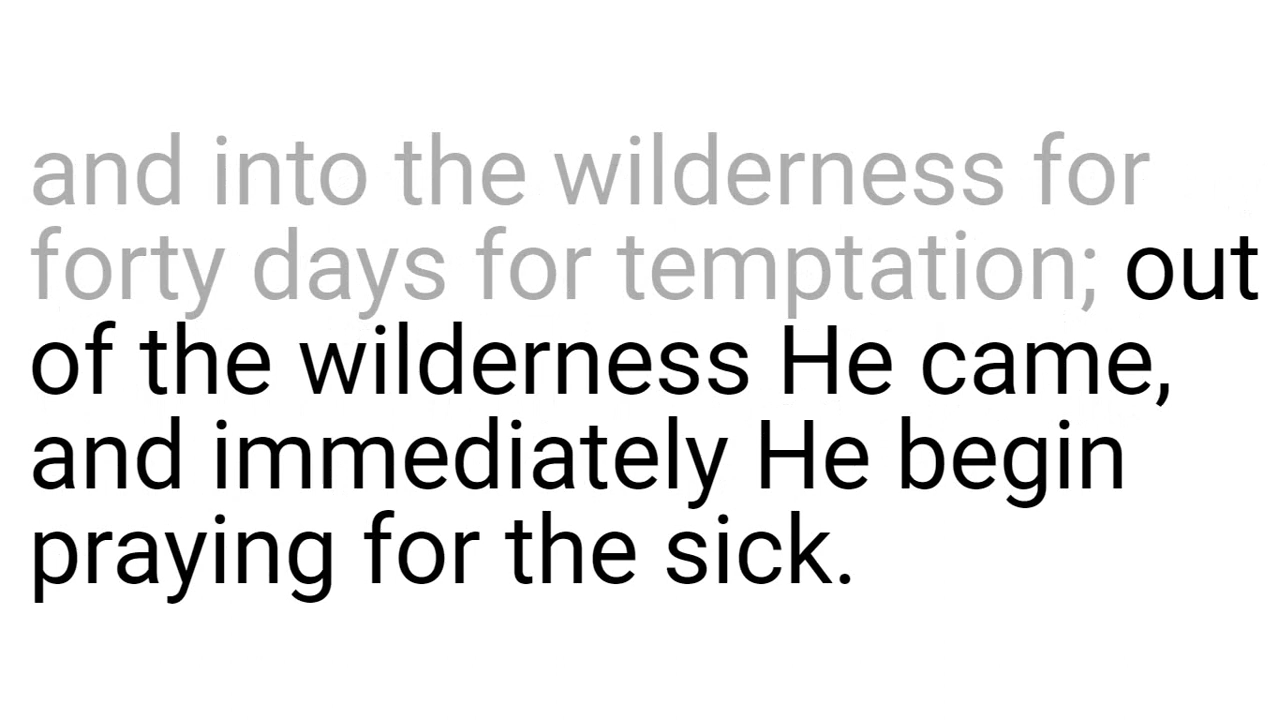 and into the wilderness for
forty days for temptation; out
of the wilderness He came,
and immediately He begin
praying for the sick.